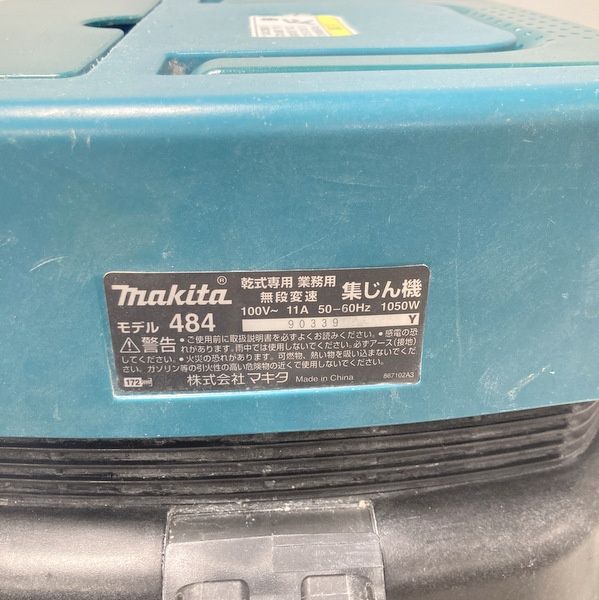 makita®
乾式専用 業務用
無段変速 集じん機
100V~ 11A 50-60Hz 1050W
モデル 484
90339 Y
⚠警告 •ご使用前に取扱説明書を必ずよくお読みください。 •感電の恐
れがあります。雨中では使用しないでください。必ずアース(接地)
してください。 •火災の恐れがあります。可燃物、熱い物を吸い込まないでくだ
さい。ガソリン等の引火性の高い危険物の近くで使用しないでください。
172
株式会社マキタ Made in China
867102A3